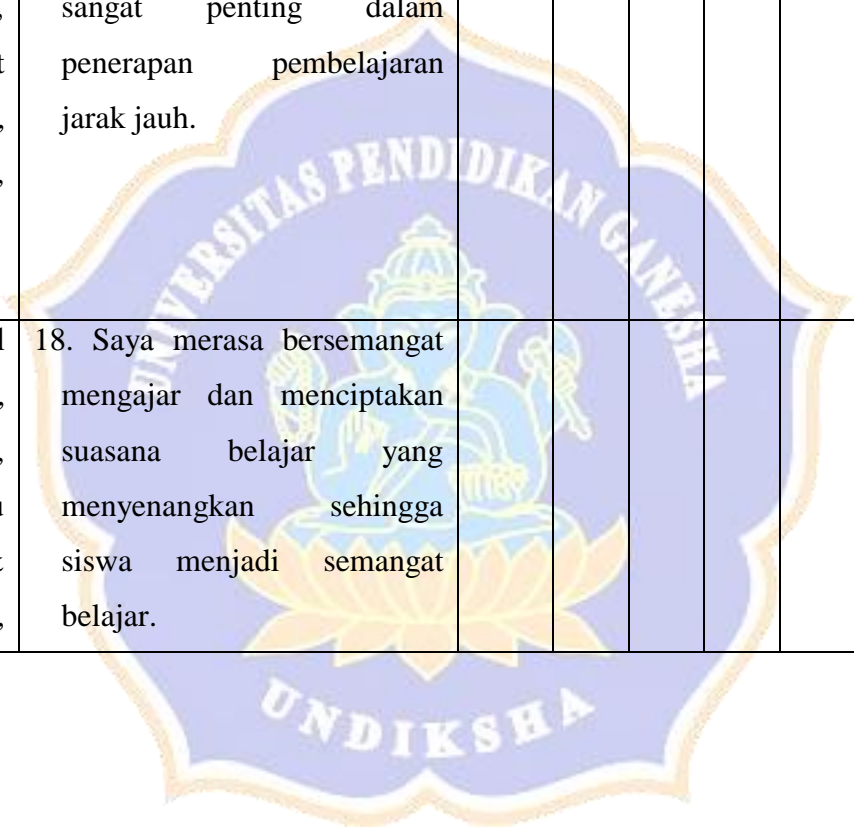 sangat penting dalam
penerapan pembelajaran
jarak jauh.
18. Saya merasa bersemangat
mengajar dan menciptakan
suasana belajar yang
menyenangkan sehingga
siswa menjadi semangat
belajar.
UNIVERSITAS PENDIDIKAN GANESHA
UNDIKSHA